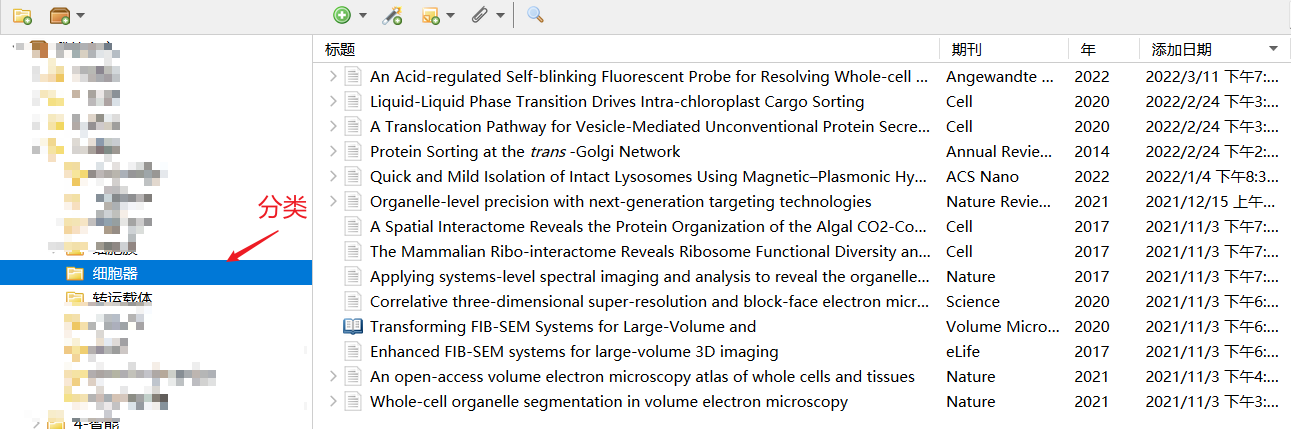 标题 期刊 年 添加日期
An Acid-regulated Self-blinking Fluorescent Probe for Resolving Whole-cell ... Angewandte ... 2022 2022/3/11 下午7:...
Liquid-Liquid Phase Transition Drives Intra-chloroplast Cargo Sorting Cell 2020 2022/2/24 下午3:...
A Translocation Pathway for Vesicle-Mediated Unconventional Protein Secre... Cell 2020 2022/2/24 下午3:...
Protein Sorting at the trans -Golgi Network Annual Revie... 2014 2022/2/24 下午2:...
Quick and Mild Isolation of Intact Lysosomes Using Magnetic–Plasmonic Hy... ACS Nano 2022 2022/1/4 下午8:3...
分类
Organelle-level precision with next-generation targeting technologies Nature Revie... 2021 2021/12/15 上午...
A Spatial Interactome Reveals the Protein Organization of the Algal CO2-Co... Cell 2017 2021/11/3 下午7:...
The Mammalian Ribo-interactome Reveals Ribosome Functional Diversity an... Cell 2017 2021/11/3 下午7:...
细胞器
Applying systems-level spectral imaging and analysis to reveal the organelle... Nature 2017 2021/11/3 下午7:...
转运载体
Correlative three-dimensional super-resolution and block-face electron micr... Science 2020 2021/11/3 下午6:...
Transforming FIB-SEM Systems for Large-Volume and Volume Micro... 2020 2021/11/3 下午6:...
Enhanced FIB-SEM systems for large-volume 3D imaging eLife 2017 2021/11/3 下午6:...
An open-access volume electron microscopy atlas of whole cells and tissues Nature 2021 2021/11/3 下午4:...
Whole-cell organelle segmentation in volume electron microscopy Nature 2021 2021/11/3 下午3:...